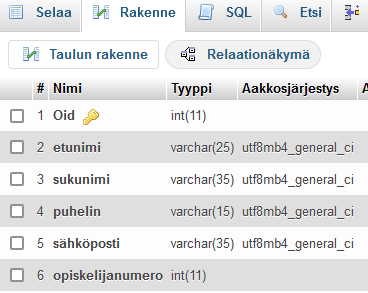 Selaa Rakenne SQL Etsi
Taulun rakenne Relaationäkymä
# Nimi Tyyppi Aakkosjärjestys
1 Oid int(11)
2 etunimi varchar(25) utf8mb4_general_ci
3 sukunimi varchar(35) utf8mb4_general_ci
4 puhelin varchar(15) utf8mb4_general_ci
5 sähköposti varchar(35) utf8mb4_general_ci
6 opiskelijanumero int(11)